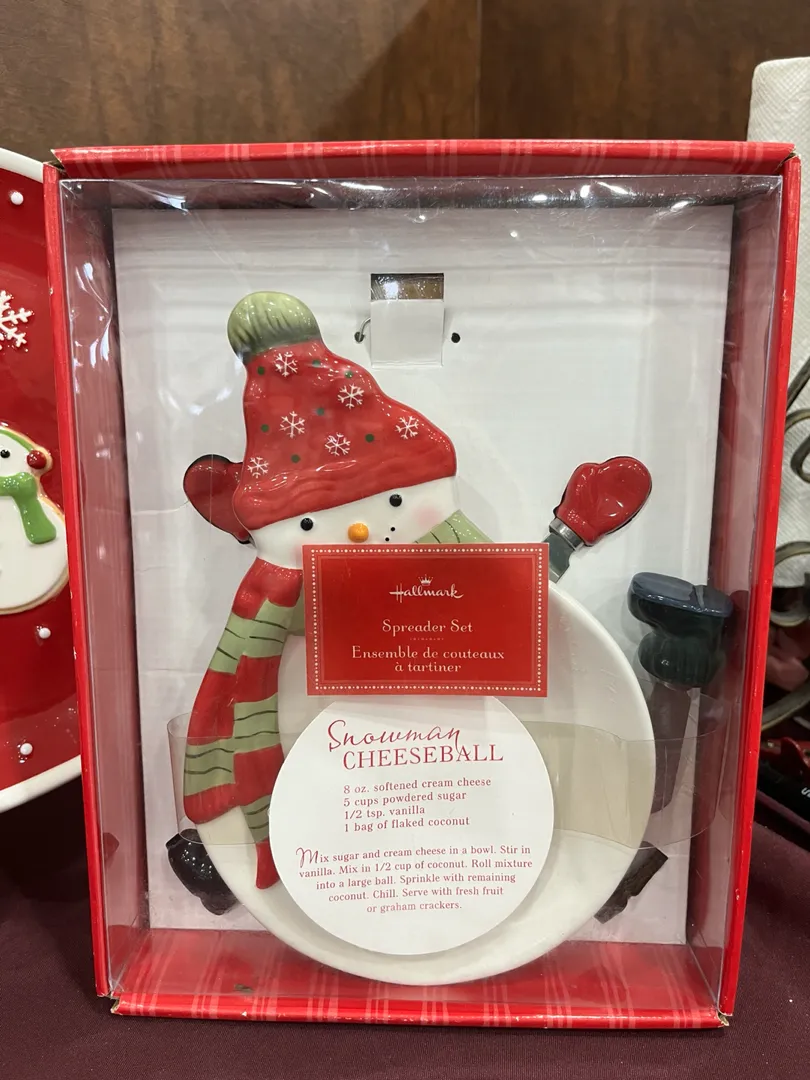 Hallmark
Spreader Set
Ensemble de couteaux
à tartiner
Snowman
CHEESEBALL
8 oz. softened cream cheese
5 cups powdered sugar
1/2 tsp. vanilla
1 bag of flaked coconut
Mix sugar and cream cheese in a bowl. Stir in
vanilla. Mix in 1/2 cup of coconut. Roll mixture
into a large ball. Sprinkle with remaining
coconut. Chill. Serve with fresh fruit
or graham crackers.